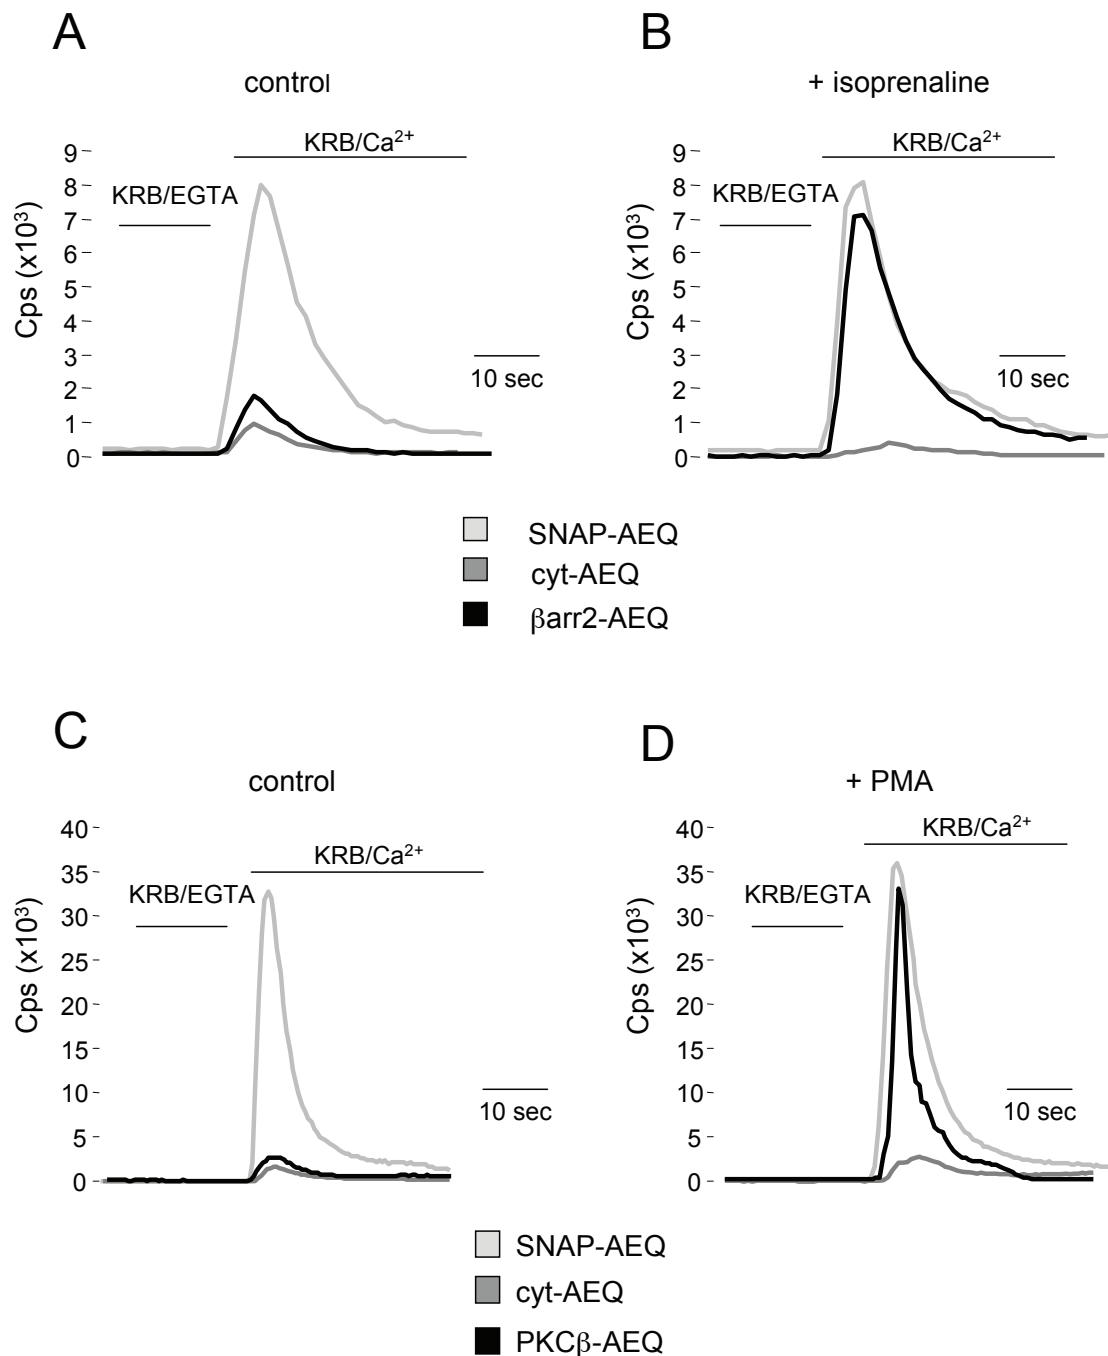 A
control
KRB/Ca²⁺
KRB/EGTA
Cps (x10³)
9
8
7
6
5
4
3
2
1
0
10 sec
B
+ isoprenaline
KRB/Ca²⁺
KRB/EGTA
Cps (x10³)
9
8
7
6
5
4
3
2
1
0
10 sec
SNAP-AEQ
cyt-AEQ
βarr2-AEQ
C
control
KRB/Ca²⁺
KRB/EGTA
Cps (x10³)
40
35
30
25
20
15
10
5
0
10 sec
D
+ PMA
KRB/Ca²⁺
KRB/EGTA
Cps (x10³)
40
35
30
25
20
15
10
5
0
10 sec
SNAP-AEQ
cyt-AEQ
PKCβ-AEQ